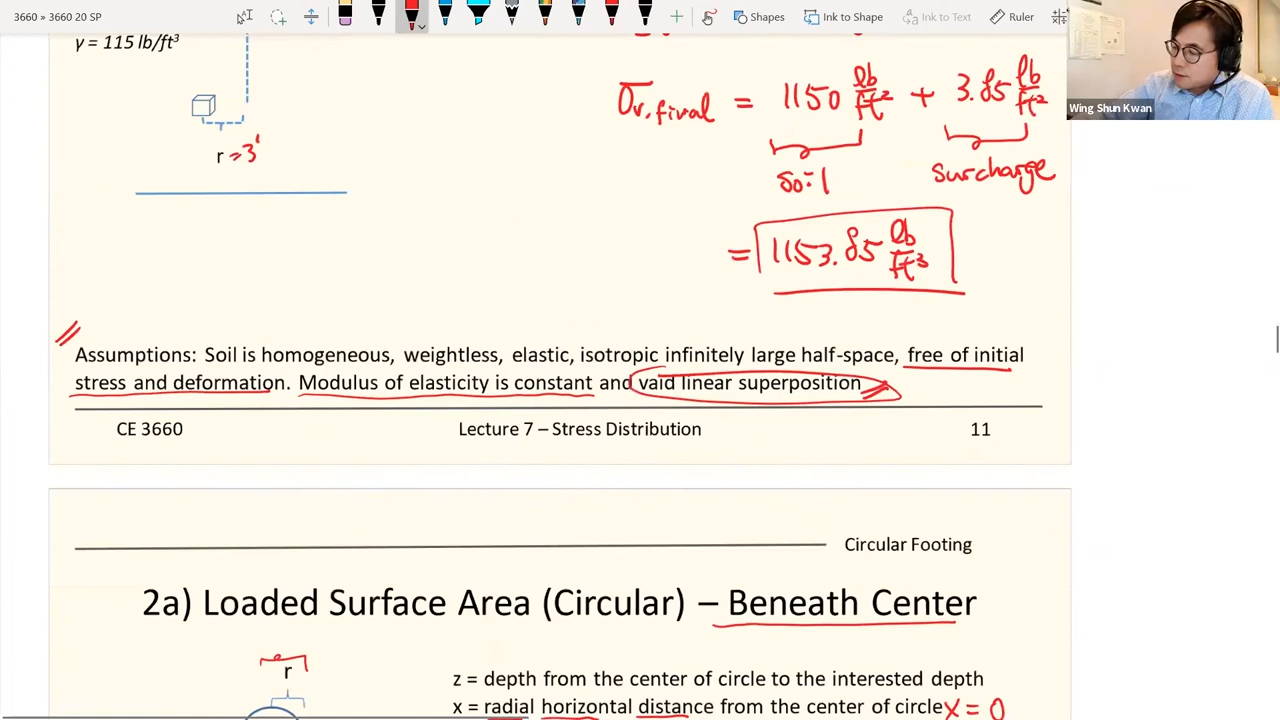 3660 » 3660 20 SP
Shapes
Ink to Shape
Ink to Text
Ruler
Wing Shun Kwan
γ = 115 lb/ft³
r = 3'
σv,final = 1150 lb/ft² + 3.85 lb/ft²
soil
surcharge
= 1153.85 lb/ft³
Assumptions: Soil is homogeneous, weightless, elastic, isotropic infinitely large half-space, free of initial
stress and deformation. Modulus of elasticity is constant and vaid linear superposition
CE 3660
Lecture 7 – Stress Distribution
11
Circular Footing
2a) Loaded Surface Area (Circular) – Beneath Center
r
z = depth from the center of circle to the interested depth
x = radial horizontal distance from the center of circle x = 0